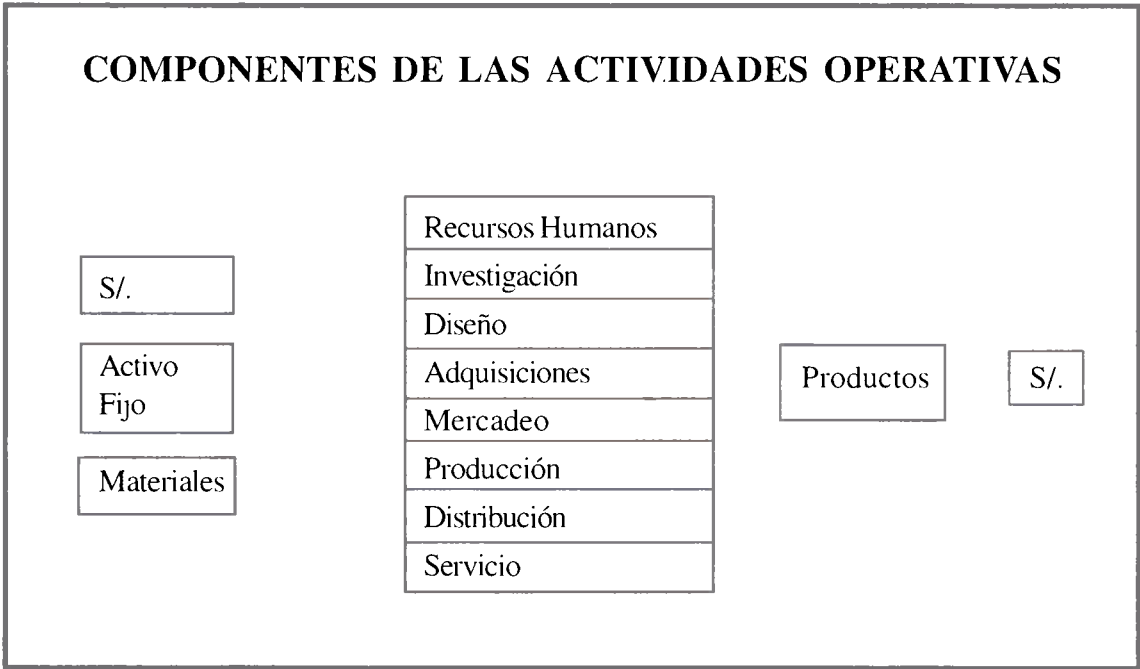 COMPONENTES DE LAS ACTIVIDADES OPERATIVAS
S/.
Activo
Fijo
Materiales
Recursos Humanos
Investigación
Diseño
Adquisiciones
Mercadeo
Producción
Distribución
Servicio
Productos
S/.